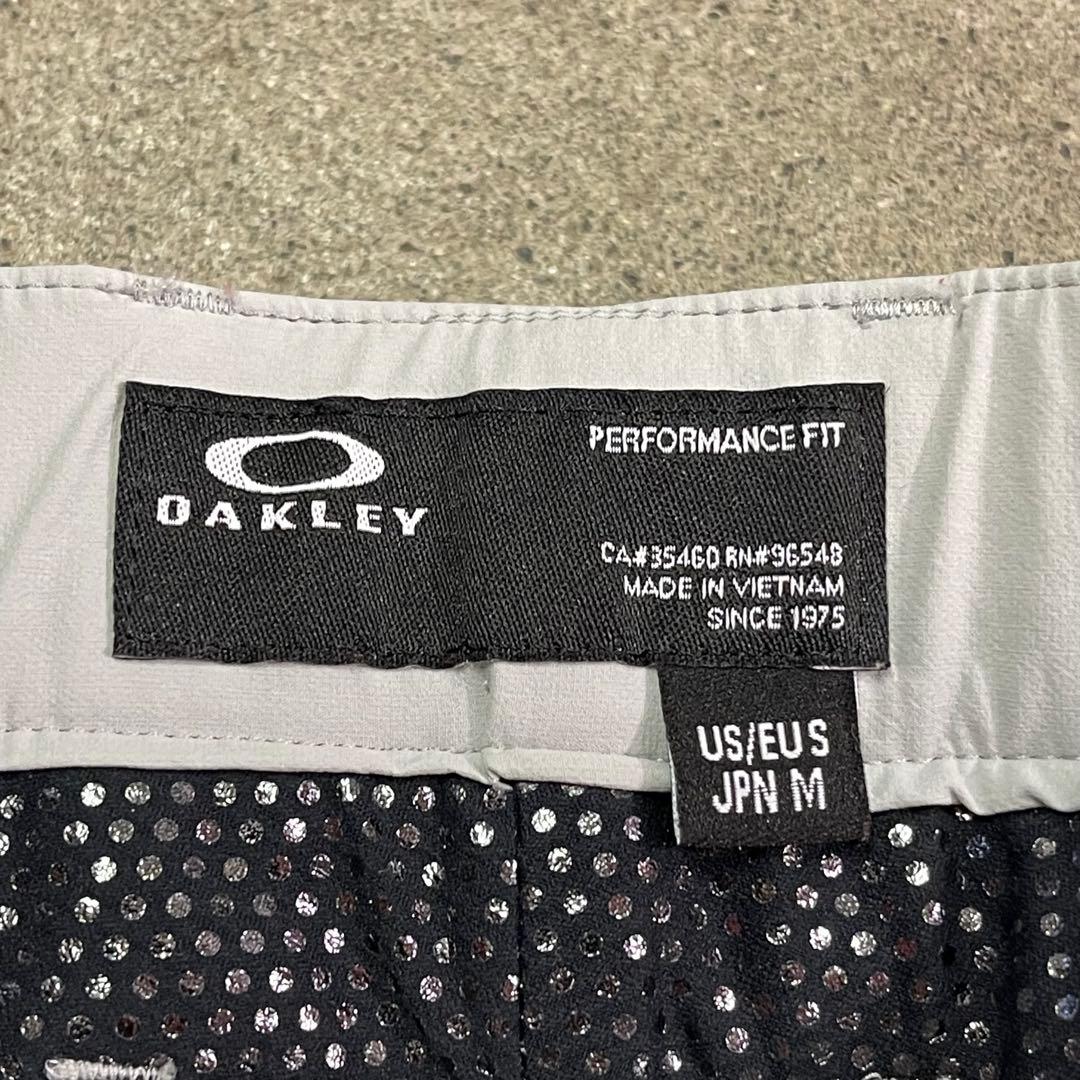 OAKLEY
PERFORMANCE FIT
CA#35460 RN#96548
MADE IN VIETNAM
SINCE 1975
US/EU S
JPN M